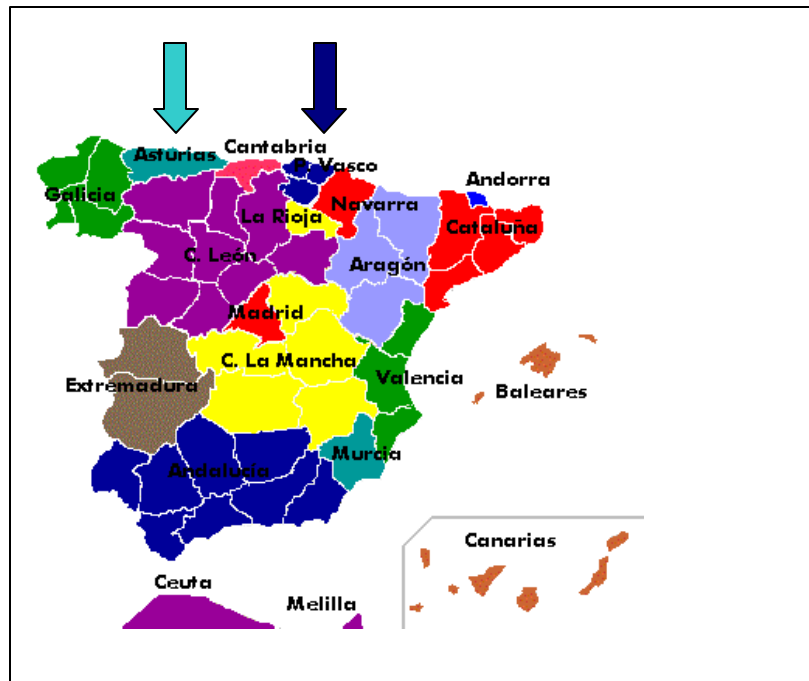 Cantabria
Asturias
P. Vasco
Andorra
Galicia
Navarra
La Rioja
Cataluña
C. León
Aragón
Madrid
C. La Mancha
Valencia
Extremadura
Baleares
Murcia
Andalucía
Canarias
Ceuta
Melilla